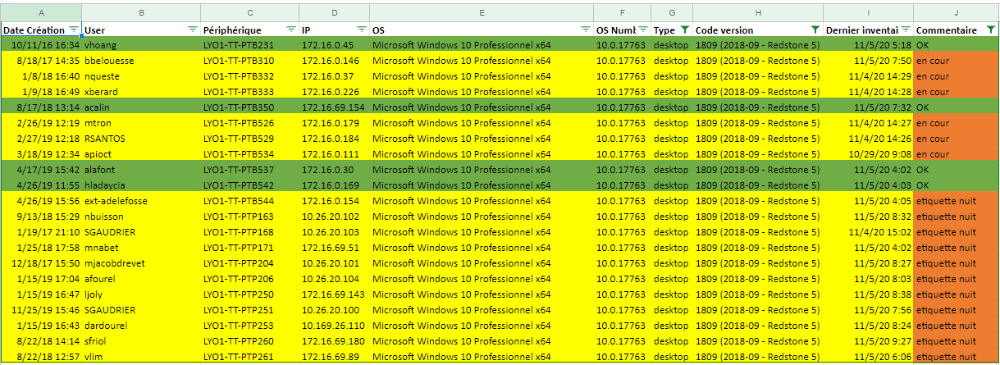 A B C D E F G H I J
Date Création User Périphérique IP OS OS Numb Type Code version Dernier inventai Commentaire
10/11/16 16:34 vhoang LYO1-TT-PTB231 172.16.0.45 Microsoft Windows 10 Professionnel x64 10.0.17763 desktop 1809 (2018-09 - Redstone 5) 11/5/20 5:18 OK
8/18/17 14:35 bbelouesse LYO1-TT-PTB310 172.16.0.146 Microsoft Windows 10 Professionnel x64 10.0.17763 desktop 1809 (2018-09 - Redstone 5) 11/5/20 7:50 en cour
1/8/18 16:40 nqueste LYO1-TT-PTB332 172.16.0.37 Microsoft Windows 10 Professionnel x64 10.0.17763 desktop 1809 (2018-09 - Redstone 5) 11/4/20 14:29 en cour
1/9/18 16:49 xberard LYO1-TT-PTB333 172.16.0.226 Microsoft Windows 10 Professionnel x64 10.0.17763 desktop 1809 (2018-09 - Redstone 5) 11/4/20 14:28 en cour
8/17/18 13:14 acalin LYO1-TT-PTB350 172.16.69.154 Microsoft Windows 10 Professionnel x64 10.0.17763 desktop 1809 (2018-09 - Redstone 5) 11/5/20 7:32 OK
2/26/19 12:19 mtron LYO1-TT-PTB526 172.16.0.179 Microsoft Windows 10 Professionnel x64 10.0.17763 desktop 1809 (2018-09 - Redstone 5) 11/4/20 14:27 en cour
2/27/19 12:18 RSANTOS LYO1-TT-PTB529 172.16.0.184 Microsoft Windows 10 Professionnel x64 10.0.17763 desktop 1809 (2018-09 - Redstone 5) 11/4/20 14:26 en cour
3/18/19 12:34 apioct LYO1-TT-PTB534 172.16.0.111 Microsoft Windows 10 Professionnel x64 10.0.17763 desktop 1809 (2018-09 - Redstone 5) 10/29/20 9:08 en cour
4/17/19 15:42 alafont LYO1-TT-PTB537 172.16.0.30 Microsoft Windows 10 Professionnel x64 10.0.17763 desktop 1809 (2018-09 - Redstone 5) 11/5/20 4:02 OK
4/26/19 11:55 hladaycia LYO1-TT-PTB542 172.16.0.169 Microsoft Windows 10 Professionnel x64 10.0.17763 desktop 1809 (2018-09 - Redstone 5) 11/5/20 4:03 OK
4/26/19 15:56 ext-adelefosse LYO1-TT-PTB544 172.16.0.154 Microsoft Windows 10 Professionnel x64 10.0.17763 desktop 1809 (2018-09 - Redstone 5) 11/5/20 4:05 etiquette nuit
9/13/18 15:29 nbuisson LYO1-TT-PTP163 10.26.20.102 Microsoft Windows 10 Professionnel x64 10.0.17763 desktop 1809 (2018-09 - Redstone 5) 11/5/20 8:32 etiquette nuit
1/19/17 21:10 SGAUDRIER LYO1-TT-PTP168 10.26.20.103 Microsoft Windows 10 Professionnel x64 10.0.17763 desktop 1809 (2018-09 - Redstone 5) 11/4/20 15:02 etiquette nuit
1/25/18 17:58 mnabet LYO1-TT-PTP171 172.16.69.51 Microsoft Windows 10 Professionnel x64 10.0.17763 desktop 1809 (2018-09 - Redstone 5) 11/5/20 4:02 etiquette nuit
12/18/17 15:50 mjacobdrevet LYO1-TT-PTP204 10.26.20.101 Microsoft Windows 10 Professionnel x64 10.0.17763 desktop 1809 (2018-09 - Redstone 5) 11/5/20 8:27 etiquette nuit
1/15/19 17:04 afourel LYO1-TT-PTP206 10.26.20.104 Microsoft Windows 10 Professionnel x64 10.0.17763 desktop 1809 (2018-09 - Redstone 5) 11/5/20 8:03 etiquette nuit
1/15/19 16:47 ljoly LYO1-TT-PTP250 172.16.69.143 Microsoft Windows 10 Professionnel x64 10.0.17763 desktop 1809 (2018-09 - Redstone 5) 11/5/20 8:38 etiquette nuit
11/25/19 15:46 SGAUDRIER LYO1-TT-PTP251 10.26.20.100 Microsoft Windows 10 Professionnel x64 10.0.17763 desktop 1809 (2018-09 - Redstone 5) 11/5/20 7:56 etiquette nuit
1/15/19 16:43 dardourel LYO1-TT-PTP253 10.169.26.110 Microsoft Windows 10 Professionnel x64 10.0.17763 desktop 1809 (2018-09 - Redstone 5) 11/5/20 8:24 etiquette nuit
8/22/18 14:14 sfriol LYO1-TT-PTP260 172.16.69.180 Microsoft Windows 10 Professionnel x64 10.0.17763 desktop 1809 (2018-09 - Redstone 5) 11/5/20 9:27 etiquette nuit
8/22/18 12:57 vlim LYO1-TT-PTP261 172.16.69.89 Microsoft Windows 10 Professionnel x64 10.0.17763 desktop 1809 (2018-09 - Redstone 5) 11/5/20 6:06 etiquette nuit